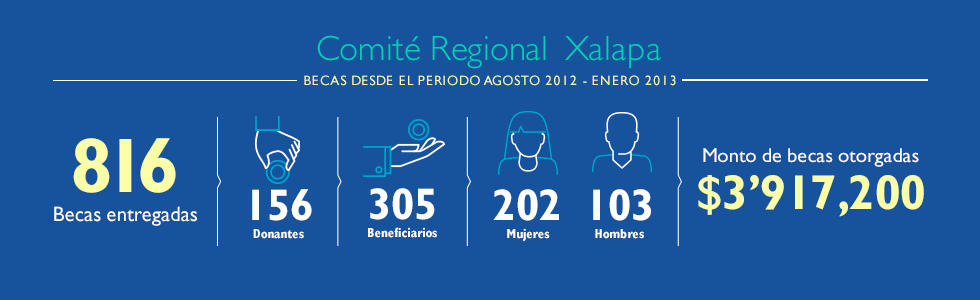 Comité Regional Xalapa
BECAS DESDE EL PERIODO AGOSTO 2012 - ENERO 2013
816
Becas entregadas
156
Donantes
305
Beneficiarios
202
Mujeres
103
Hombres
Monto de becas otorgadas
$3’917,200